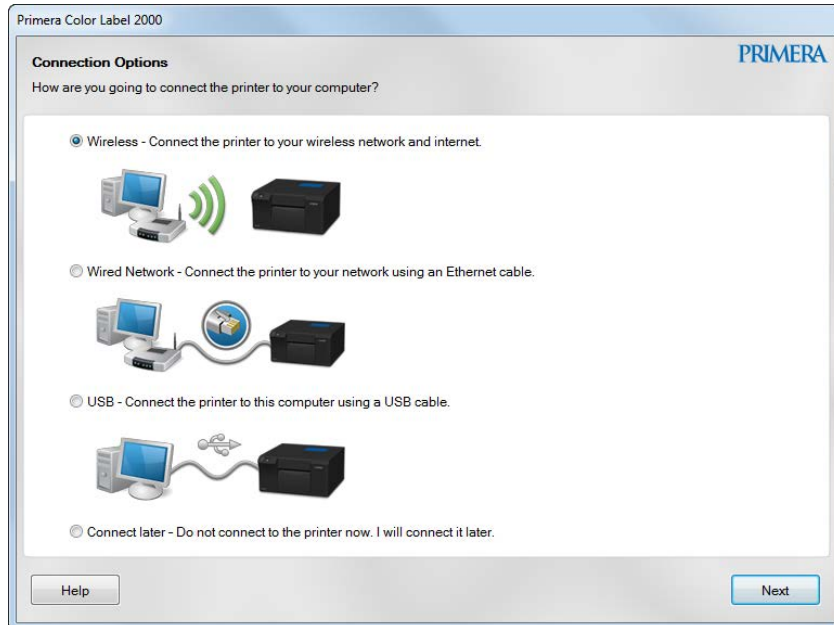 Primera Color Label 2000
PRIMERA
Connection Options
How are you going to connect the printer to your computer?
Wireless - Connect the printer to your wireless network and internet.
Wired Network - Connect the printer to your network using an Ethernet cable.
USB - Connect the printer to this computer using a USB cable.
Connect later - Do not connect to the printer now. I will connect it later.
Help
Next